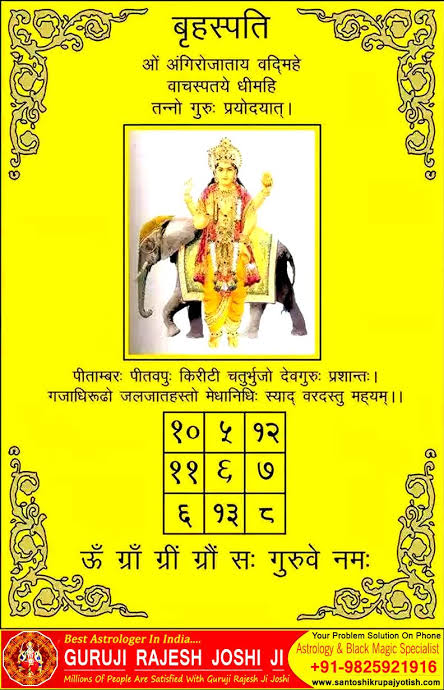 बृहस्पति
ओं अंगिरोजाताय वद्मिहे
वाचस्पतये धीमहि
तन्नो गुरुः प्रयोदयात्।
पीताम्बरः पीतवपुः किरीटी चतुर्भुजो देवगुरुः प्रशान्तः।
गजाधिरूढो जलजातहस्तो मेधानिधिः स्याद् वरदस्तु मह्यम्।।
१० ५ १२
११ ९ ७
६ १३ ८
ऊँ ग्राँ ग्रीं ग्रौं सः गुरुवे नमः
Best Astrologer In India....
GURUJI RAJESH JOSHI JI
Millions Of People Are Satisfied With Guruji Rajesh Ji Joshi
Your Problem Solution On Phone
Astrology & Black Magic Specialist
+91-9825921916
www.santoshikrupajyotish.com